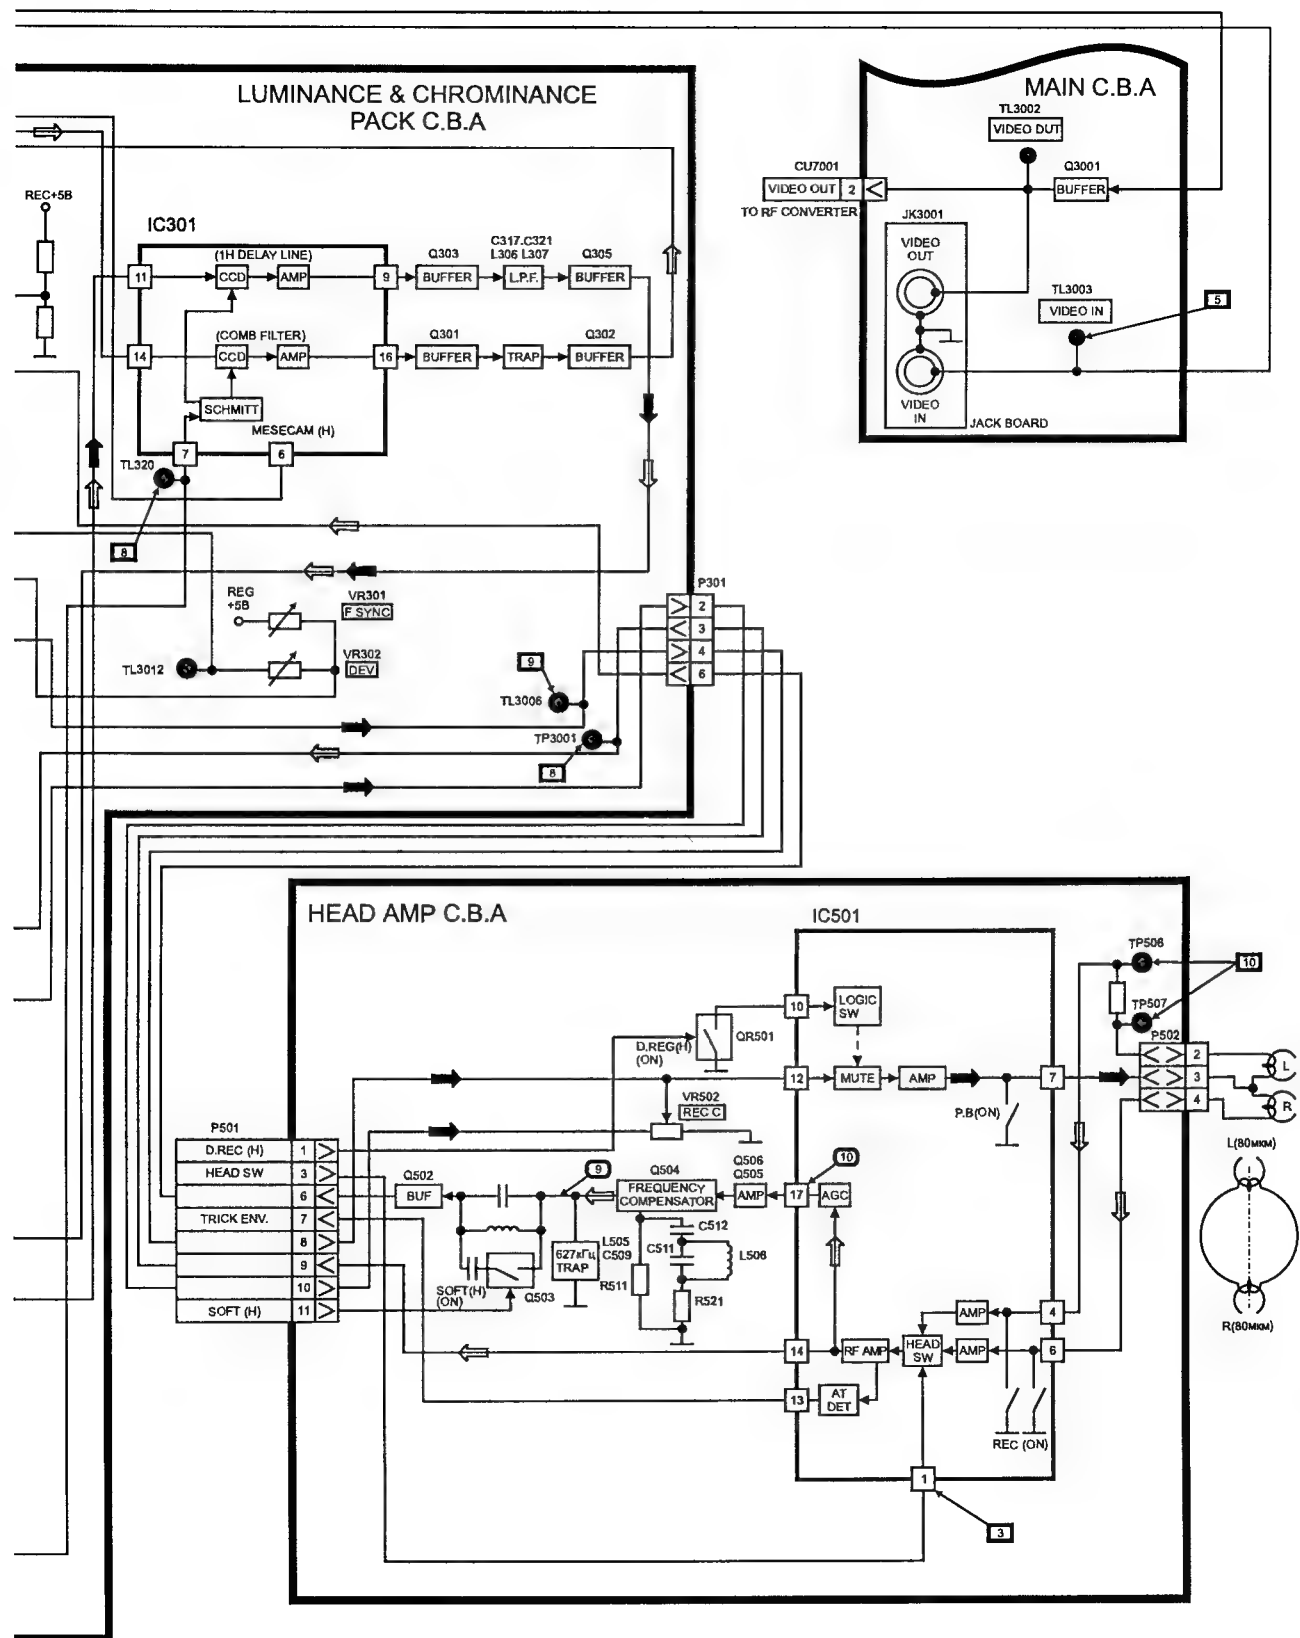 LUMINANCE & CHROMINANCE
PACK C.B.A
MAIN C.B.A
TL3002
VIDEO DUT
CU7001
Q3001
VIDEO OUT 2
BUFFER
TO RF CONVERTER
JK3001
VIDEO
OUT
TL3003
VIDEO IN
5
VIDEO
IN
JACK BOARD
REC+5B
IC301
(1H DELAY LINE)
Q303
C317.C321
L306 L307
Q305
11
CCD
AMP
9
BUFFER
L.P.F.
BUFFER
(COMB FILTER)
Q301
Q302
14
CCD
AMP
16
BUFFER
TRAP
BUFFER
SCHMITT
MESECAM (H)
7
6
TL320
8
REG
+5B
VR301
F SYNC
P301
2
3
4
6
VR302
DEV
TL3012
9
TL3006
TP3001
8
HEAD AMP C.B.A
IC501
TP506
10
TP507
P502
10
LOGIC
SW
QR501
D.REG(H)
(ON)
12
MUTE
AMP
7
2
3
4
L
R
VR502
REC C
P.B(ON)
P501
D.REC (H) 1
HEAD SW 3
6
TRICK ENV. 7
8
9
10
SOFT (H) 11
Q502
BUF
9
Q504
FREQUENCY
COMPENSATOR
Q506
Q505
AMP
10
17
AGC
L(80мкм)
R(80мкм)
C512
C511
L506
L505
C509
627кГц
TRAP
R511
R521
SOFT(H)
(ON)
Q503
AMP
4
14
RF AMP
HEAD
SW
AMP
6
13
AT
DET
REC (ON)
1
3